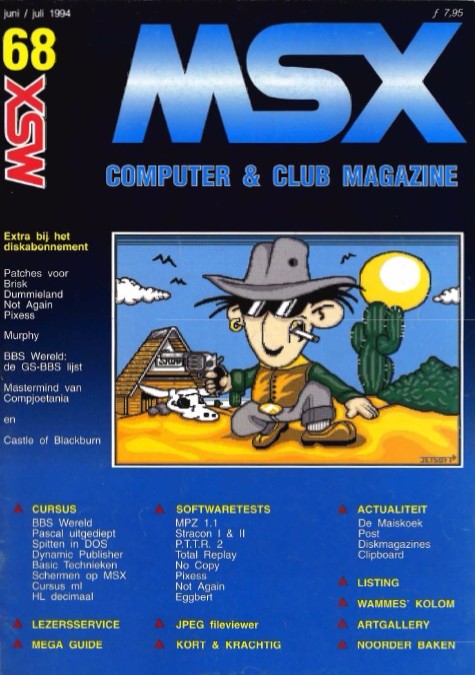 juni / juli 1994
ƒ 7,95
68
MSX
MSX
COMPUTER & CLUB MAGAZINE
Extra bij het
diskabonnement
Patches voor
Brisk
Dummieland
Not Again
Pixess
Murphy
BBS Wereld:
de GS-BBS lijst
Mastermind van
Compjoetania
en
Castle of Blackburn
JETSOFT
CURSUS
BBS Wereld
Pascal uitgediept
Spitten in DOS
Dynamic Publisher
Basic Technieken
Schermen op MSX
Cursus ml
HL decimaal
LEZERSSERVICE
MEGA GUIDE
SOFTWARETESTS
MPZ 1.1
Stracon I & II
P.T.T.R. 2
Total Replay
No Copy
Pixess
Not Again
Eggbert
JPEG fileviewer
KORT & KRACHTIG
ACTUALITEIT
De Maiskoek
Post
Diskmagazines
Clipboard
LISTING
WAMMES' KOLOM
ARTGALLERY
NOORDER BAKEN